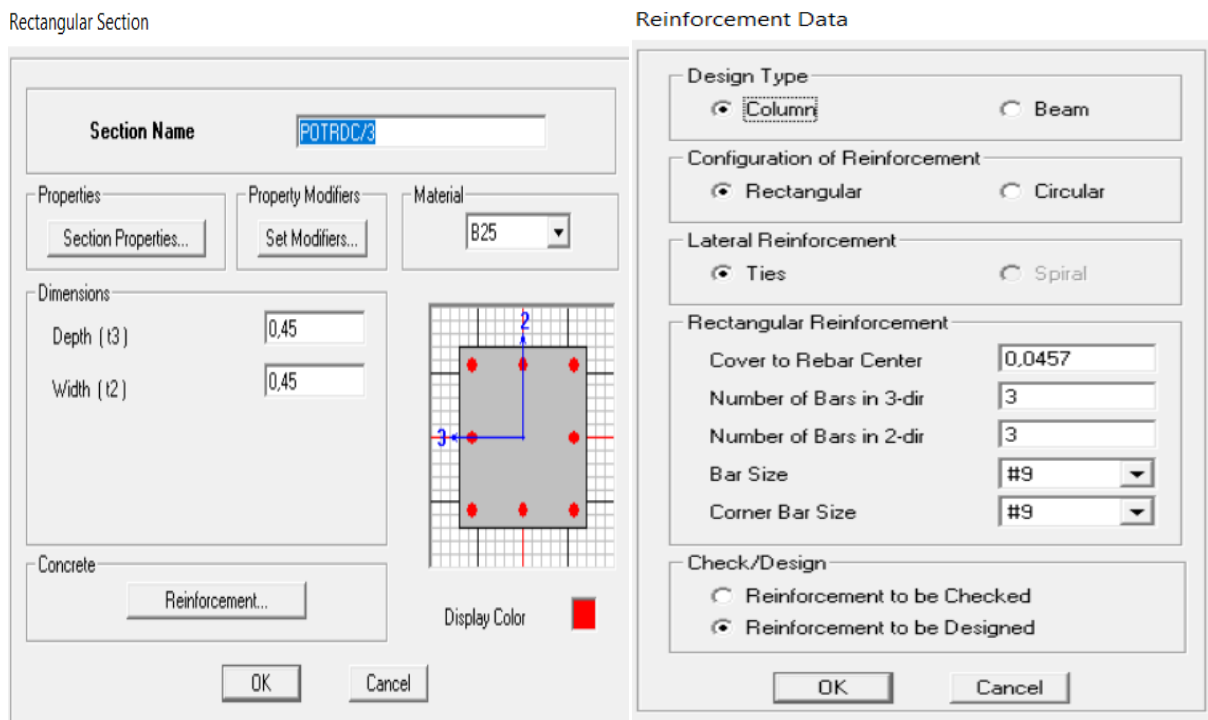 Rectangular Section
Section Name
POTRDC/3
Properties
Section Properties...
Property Modifiers
Set Modifiers...
Material
B25
Dimensions
Depth ( t3 )
0,45
Width ( t2 )
0,45
2
3
Concrete
Reinforcement...
Display Color
OK
Cancel
Reinforcement Data
Design Type
Column
Beam
Configuration of Reinforcement
Rectangular
Circular
Lateral Reinforcement
Ties
Spiral
Rectangular Reinforcement
Cover to Rebar Center
0,0457
Number of Bars in 3-dir
3
Number of Bars in 2-dir
3
Bar Size
#9
Corner Bar Size
#9
Check/Design
Reinforcement to be Checked
Reinforcement to be Designed
OK
Cancel